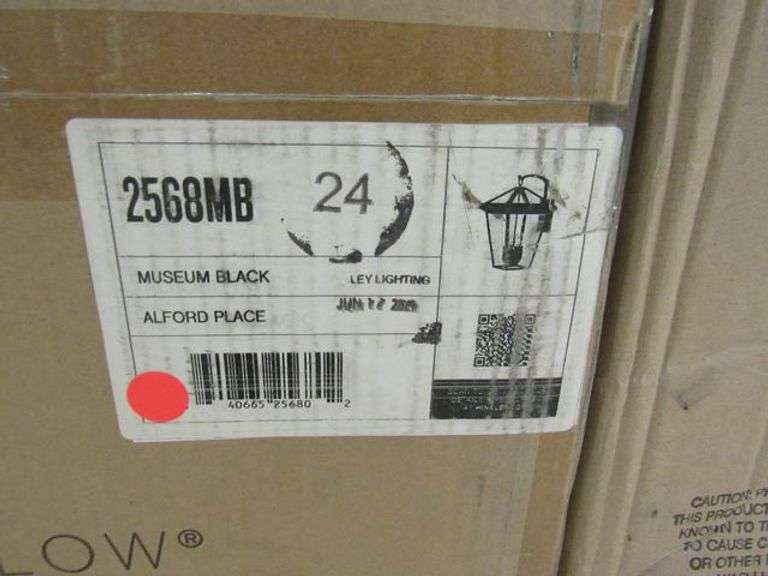 2568MB
24
MUSEUM BLACK
LEY LIGHTING
ALFORD PLACE
JUN
40665 25680 2
LOW®
CAUTION:
THIS PRODUCT
KNOWN TO
TO CAUSE
OR OTHER